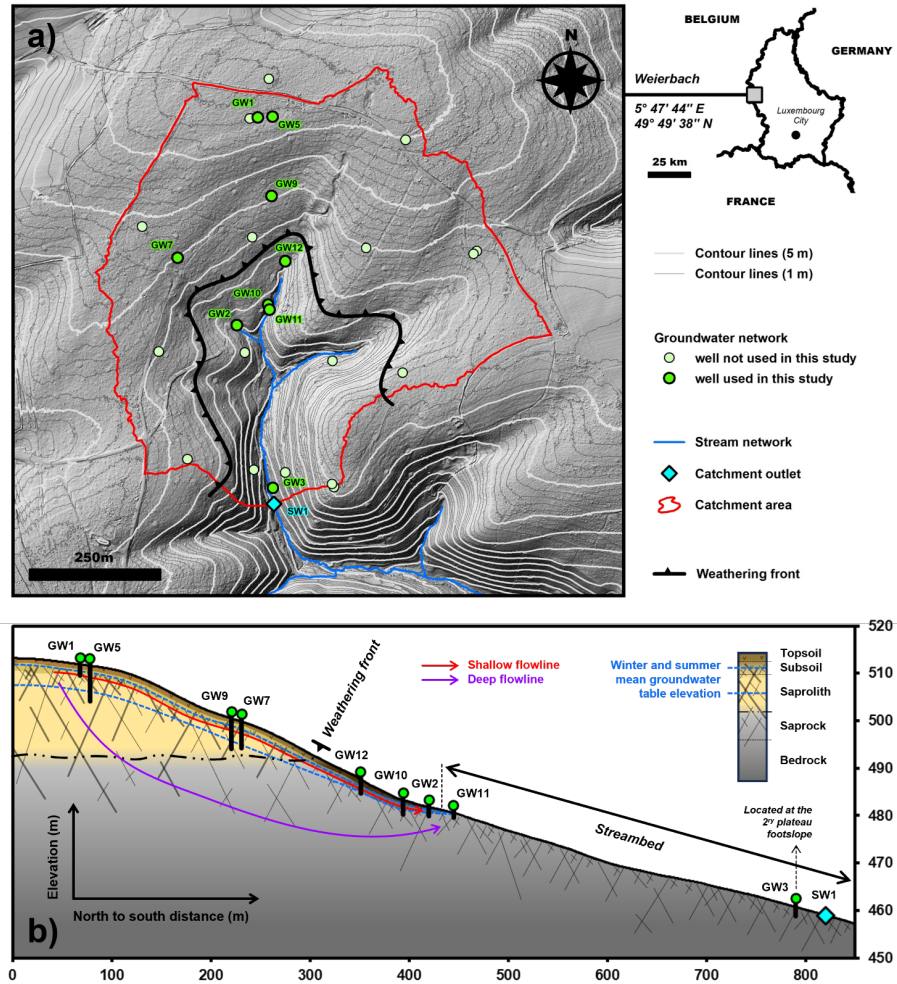 a)
N
GW1
GW5
GW9
GW7
GW12
GW10
GW11
GW2
GW3
SW1
250m
BELGIUM
GERMANY
Weierbach
5° 47' 44" E
49° 49' 38" N
Luxembourg
City
25 km
FRANCE
Contour lines (5 m)
Contour lines (1 m)
Groundwater network
well not used in this study
well used in this study
Stream network
Catchment outlet
Catchment area
Weathering front
GW1
GW5
GW9
GW7
Weathering front
GW12
GW10
GW2
GW11
Shallow flowline
Deep flowline
Winter and summer
mean groundwater
table elevation
Topsoil
Subsoil
Saprolith
Saprock
Bedrock
Streambed
Located at the
2ry plateau
footslope
GW3
SW1
Elevation (m)
North to south distance (m)
b)
520
510
500
490
480
470
460
450
0
100
200
300
400
500
600
700
800